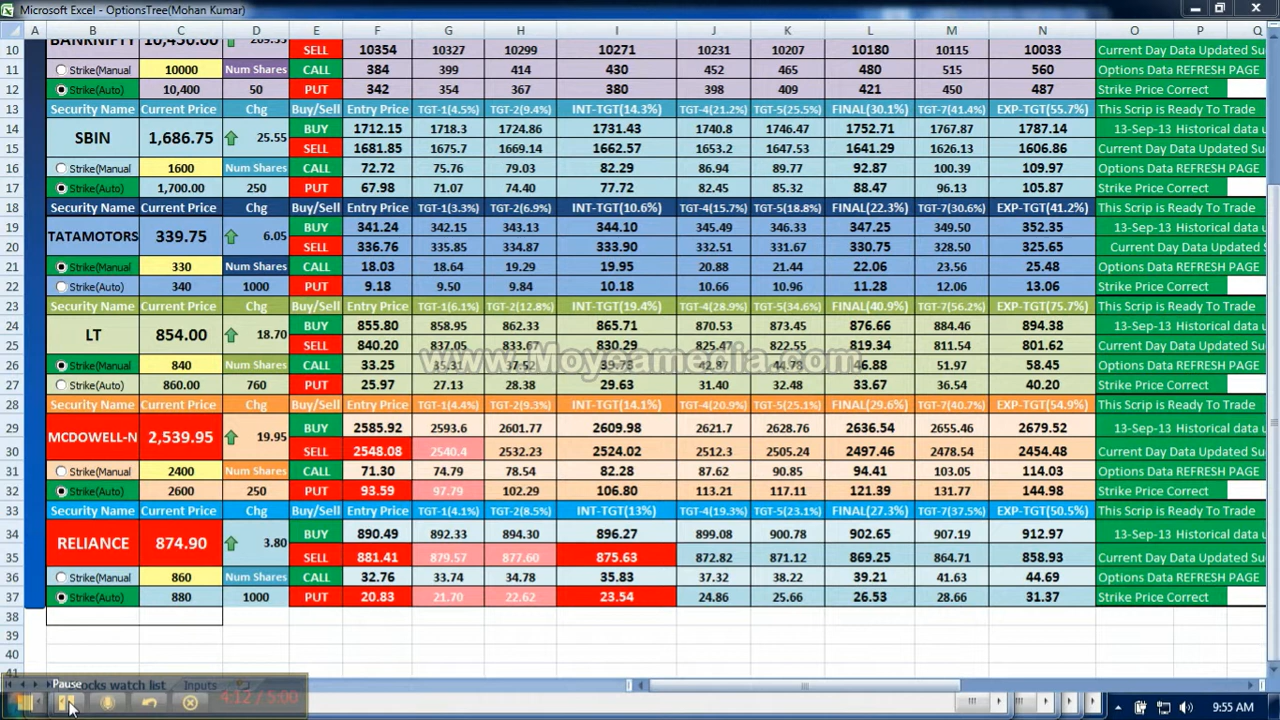 Microsoft Excel - OptionsTree(Mohan Kumar)
A B C D E F G H I J K L M N O P Q
10 BANKNIFTY SELL 10354 10327 10299 10271 10231 10207 10180 10115 10033 Current Day Data Updated Su
11 Strike(Manual 10000 Num Shares CALL 384 399 414 430 452 465 480 515 560 Options Data REFRESH PAGE
12 Strike(Auto) 10,400 50 PUT 342 354 367 380 398 409 421 454 487 Strike Price Correct
13 Security Name Current Price Chg Buy/Sell Entry Price TGT-1(4.5%) TGT-2(9.4%) INT-TGT(14.3%) TGT-4(21.2%) TGT-5(25.5%) FINAL(30.1%) TGT-7(41.4%) EXP-TGT(55.7%) This Scrip is Ready To Trade
14 BUY 1712.15 1718.3 1724.86 1731.43 1740.8 1746.47 1752.71 1767.87 1787.14 13-Sep-13 Historical data u
SBIN 1,686.75 25.55
15 SELL 1681.85 1675.7 1669.14 1662.57 1653.2 1647.53 1641.29 1626.13 1606.86 Current Day Data Updated Su
16 Strike(Manual 1600 Num Shares CALL 72.72 75.76 79.03 82.29 86.94 89.77 92.87 100.39 109.97 Options Data REFRESH PAGE
17 Strike(Auto) 1,700.00 250 PUT 67.98 71.07 74.40 77.72 82.45 85.32 88.47 96.13 105.87 Strike Price Correct
18 Security Name Current Price Chg Buy/Sell Entry Price TGT-1(3.3%) TGT-2(6.9%) INT-TGT(10.6%) TGT-4(15.7%) TGT-5(18.8%) FINAL(22.3%) TGT-7(30.6%) EXP-TGT(41.2%) This Scrip is Ready To Trade
19 BUY 341.24 342.15 343.13 344.10 345.49 346.33 347.25 349.50 352.35 13-Sep-13 Historical data u
TATAMOTORS 339.75 6.05
20 SELL 336.76 335.85 334.87 333.90 332.51 331.67 330.75 328.50 325.65 Current Day Data Updated
21 Strike(Manual 330 Num Shares CALL 18.03 18.64 19.29 19.95 20.88 21.44 22.06 23.56 25.48 Options Data REFRESH PAGE
22 Strike(Auto) 340 1000 PUT 9.18 9.50 9.84 10.18 10.66 10.96 11.28 12.06 13.06 Strike Price Correct
23 Security Name Current Price Chg Buy/Sell Entry Price TGT-1(6.1%) TGT-2(12.8%) INT-TGT(19.4%) TGT-4(28.9%) TGT-5(34.6%) FINAL(40.9%) TGT-7(56.2%) EXP-TGT(75.7%) This Scrip is Ready To Trade
24 BUY 855.80 858.95 862.33 865.71 870.53 873.45 876.66 884.46 894.38 13-Sep-13 Historical data u
LT 854.00 18.70
25 SELL 840.20 837.05 833.67 830.29 825.47 822.55 819.34 811.54 801.62 Current Day Data Updated Su
www.Moyzamedia.com
26 Strike(Manual 840 Num Shares CALL 33.25 35.31 37.52 39.73 42.87 44.78 46.88 51.97 58.45 Options Data REFRESH PAGE
27 Strike(Auto) 860.00 760 PUT 25.97 27.13 28.38 29.63 31.40 32.48 33.67 36.54 40.20 Strike Price Correct
28 Security Name Current Price Chg Buy/Sell Entry Price TGT-1(4.4%) TGT-2(9.3%) INT-TGT(14.1%) TGT-4(20.9%) TGT-5(25.1%) FINAL(29.6%) TGT-7(40.7%) EXP-TGT(54.9%) This Scrip is Ready To Trade
29 BUY 2585.92 2593.6 2601.77 2609.98 2621.7 2628.76 2636.54 2655.46 2679.52 13-Sep-13 Historical data u
MCDOWELL-N 2,539.95 19.95
30 SELL 2548.08 2540.4 2532.23 2524.02 2512.3 2505.24 2497.46 2478.54 2454.48 Current Day Data Updated Su
31 Strike(Manual 2400 Num Shares CALL 71.30 74.79 78.54 82.28 87.62 90.85 94.41 103.05 114.03 Options Data REFRESH PAGE
32 Strike(Auto) 2600 250 PUT 93.59 97.79 102.29 106.80 113.21 117.11 121.39 131.77 144.98 Strike Price Correct
33 Security Name Current Price Chg Buy/Sell Entry Price TGT-1(4.1%) TGT-2(8.5%) INT-TGT(13%) TGT-4(19.3%) TGT-5(23.1%) FINAL(27.3%) TGT-7(37.5%) EXP-TGT(50.5%) This Scrip is Ready To Trade
34 BUY 890.49 892.33 894.30 896.27 899.08 900.78 902.65 907.19 912.97 13-Sep-13 Historical data u
RELIANCE 874.90 3.80
35 SELL 881.41 879.57 877.60 875.63 872.82 871.12 869.25 864.71 858.93 Current Day Data Updated Su
36 Strike(Manual 860 Num Shares CALL 32.76 33.74 34.78 35.83 37.32 38.22 39.21 41.63 44.69 Options Data REFRESH PAGE
37 Strike(Auto) 880 1000 PUT 20.83 21.70 22.62 23.54 24.86 25.66 26.53 28.66 31.37 Strike Price Correct
38
39
40
41
Pause
ocks watch list Inputs
4:12 / 5:00
9:55 AM